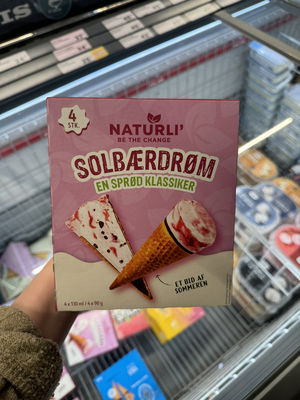 4
STK.
NATURLI'
BE THE CHANGE
SOLBÆRDRØM
EN SPRØD KLASSIKER
ET BID AF
SOMMEREN
4 x 130 ml / 4 x 90 g